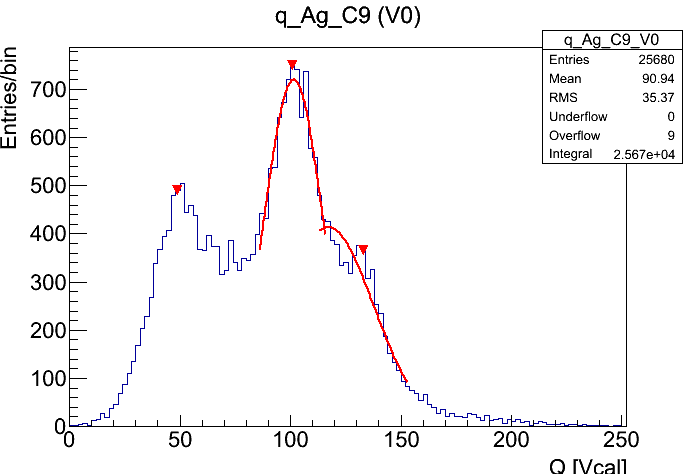 q_Ag_C9 (V0)
q_Ag_C9_V0
Entries 25680
Mean 90.94
RMS 35.37
Underflow 0
Overflow 9
Integral 2.567e+04
Entries/bin
700
600
500
400
300
200
100
0
0 50 100 150 200 250
Q [Vcal]